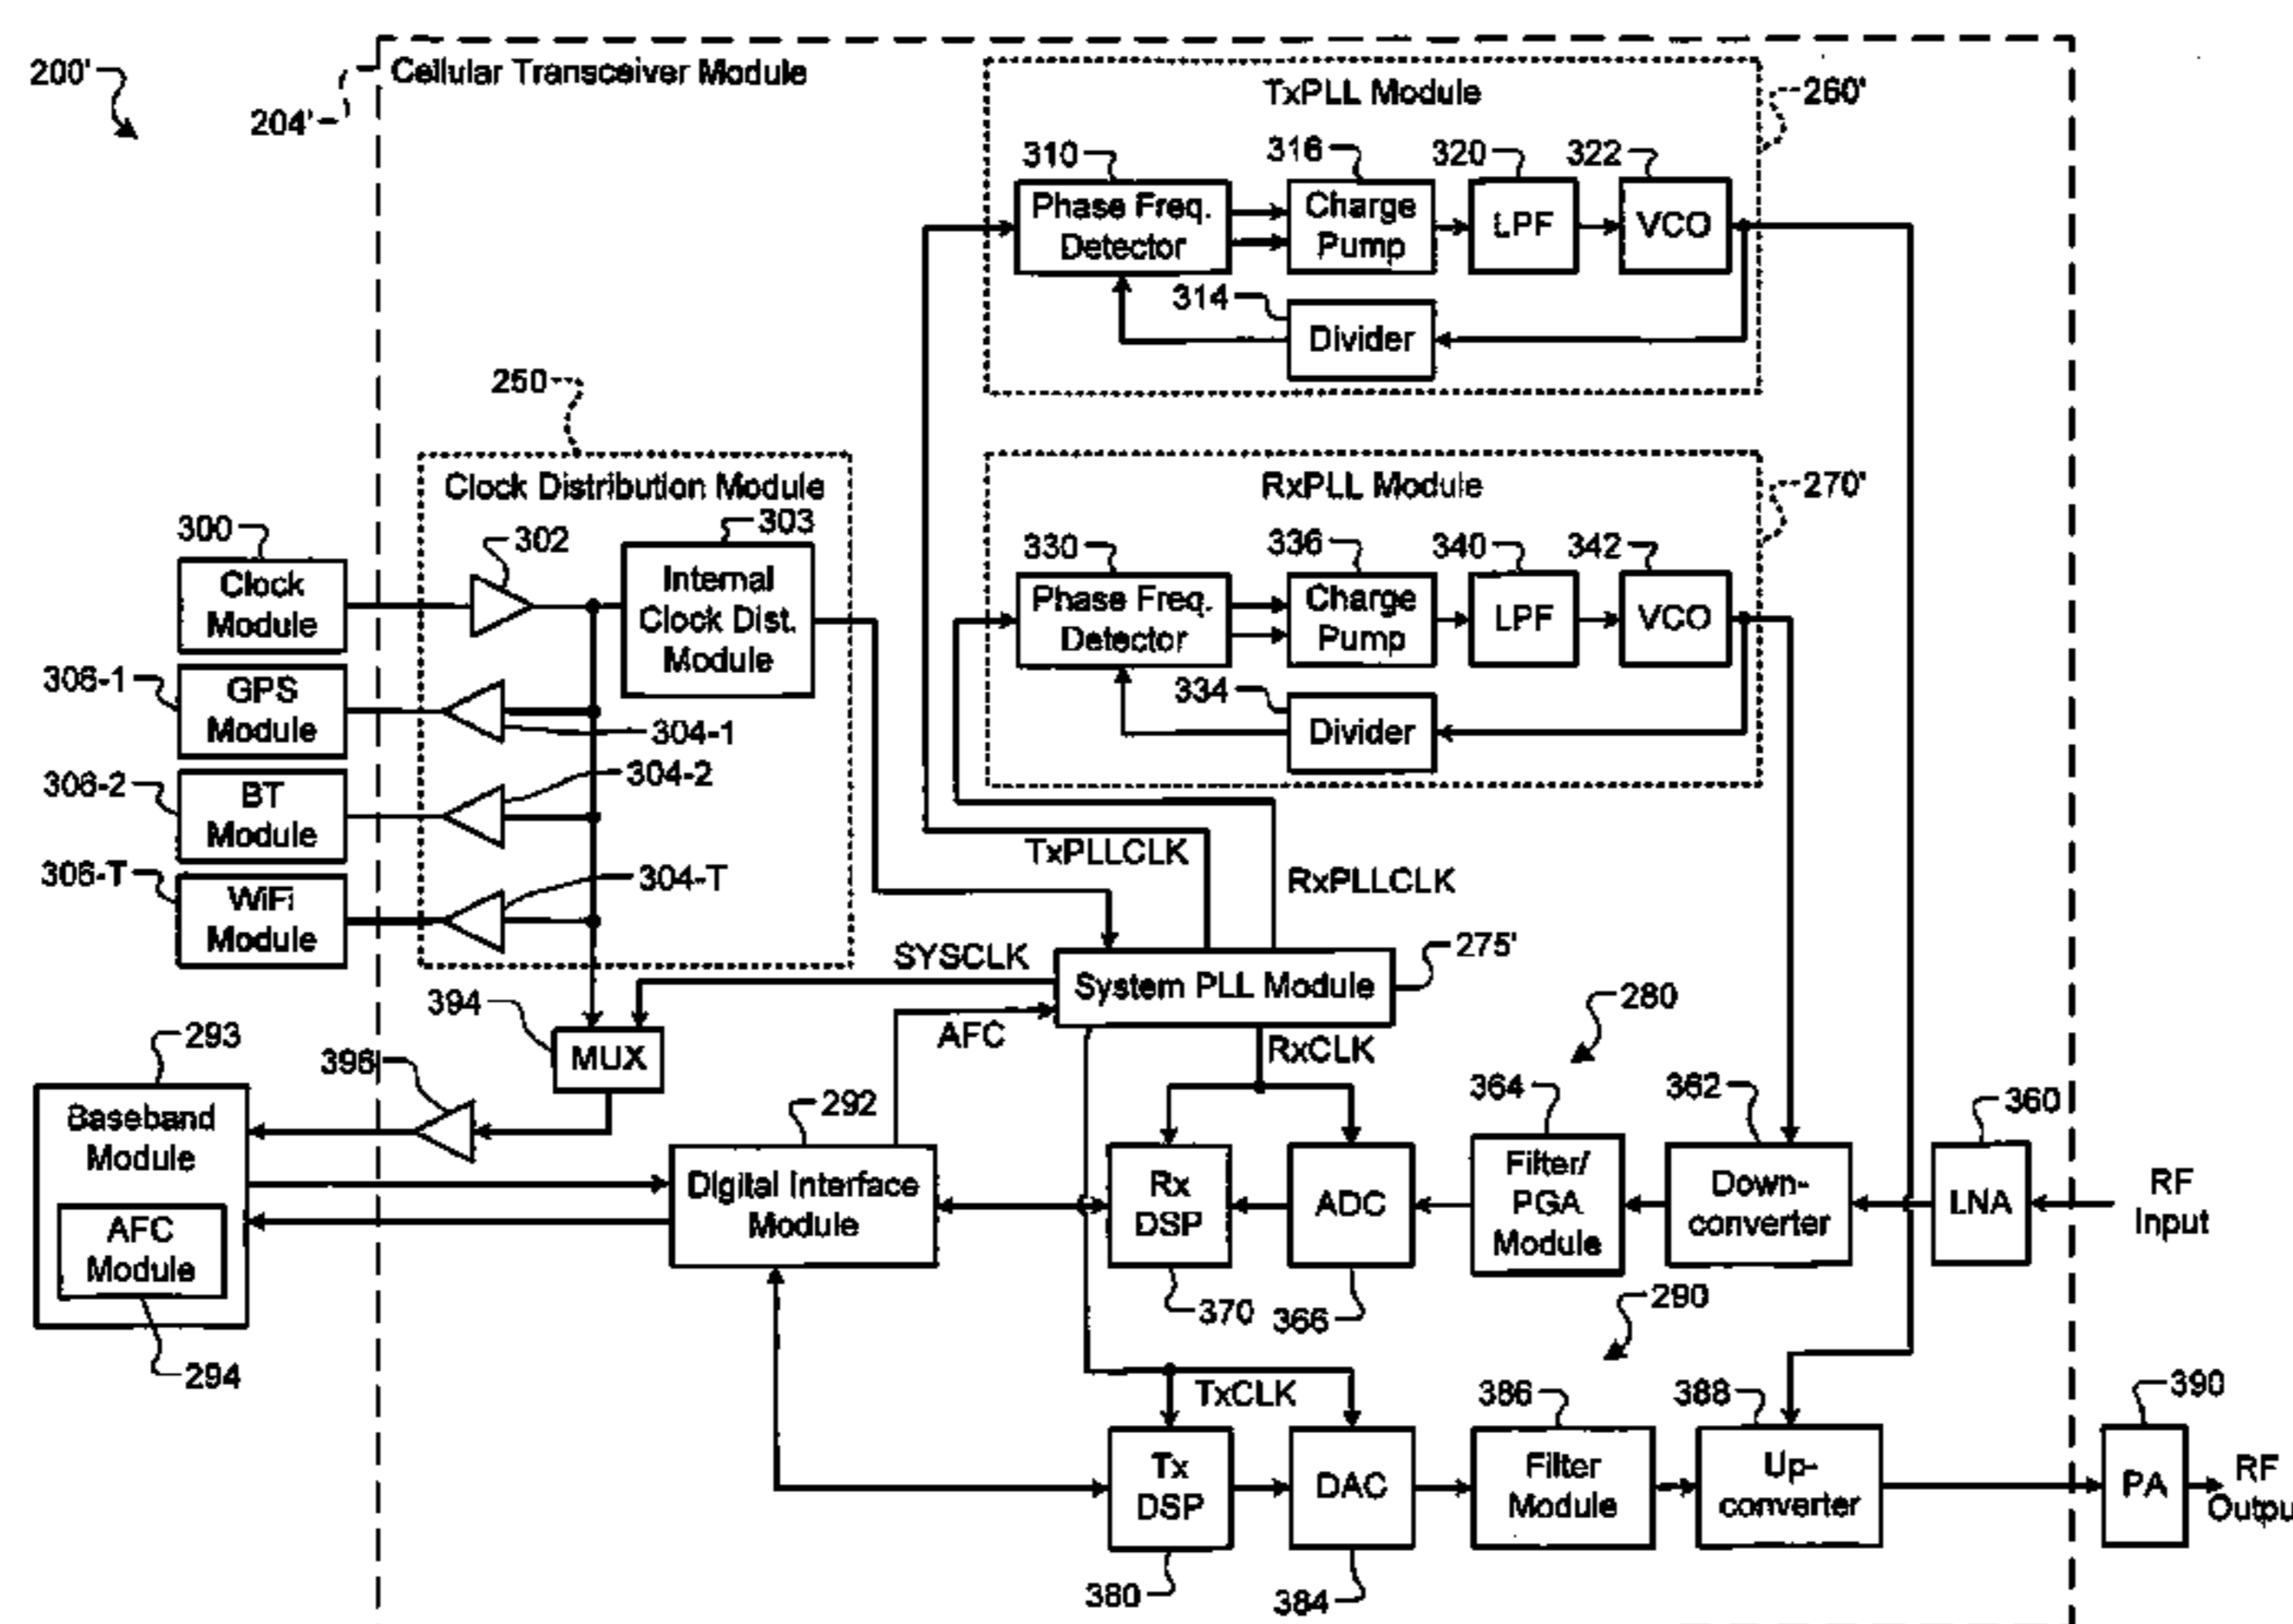 200'
204'
Cellular Transceiver Module
TxPLL Module
260'
310
316
320
322
Phase Freq.
Detector
Charge
Pump
LPF
VCO
314
Divider
250
Clock Distribution Module
RxPLL Module
270'
300
302
303
330
336
340
342
Clock
Module
Internal
Clock Dist.
Module
Phase Freq.
Detector
Charge
Pump
LPF
VCO
306-1
GPS
Module
304-1
334
Divider
306-2
BT
Module
304-2
306-T
WiFi
Module
304-T
TxPLLCLK
RxPLLCLK
SYSCLK
System PLL Module
275'
394
MUX
AFC
RxCLK
280
293
396
292
364
362
360
Baseband
Module
AFC
Module
294
Digital Interface
Module
Rx
DSP
ADC
Filter/
PGA
Module
Down-
converter
LNA
RF
Input
370
366
290
TxCLK
386
388
390
Tx
DSP
DAC
Filter
Module
Up-
converter
PA
RF
Outpu
380
384